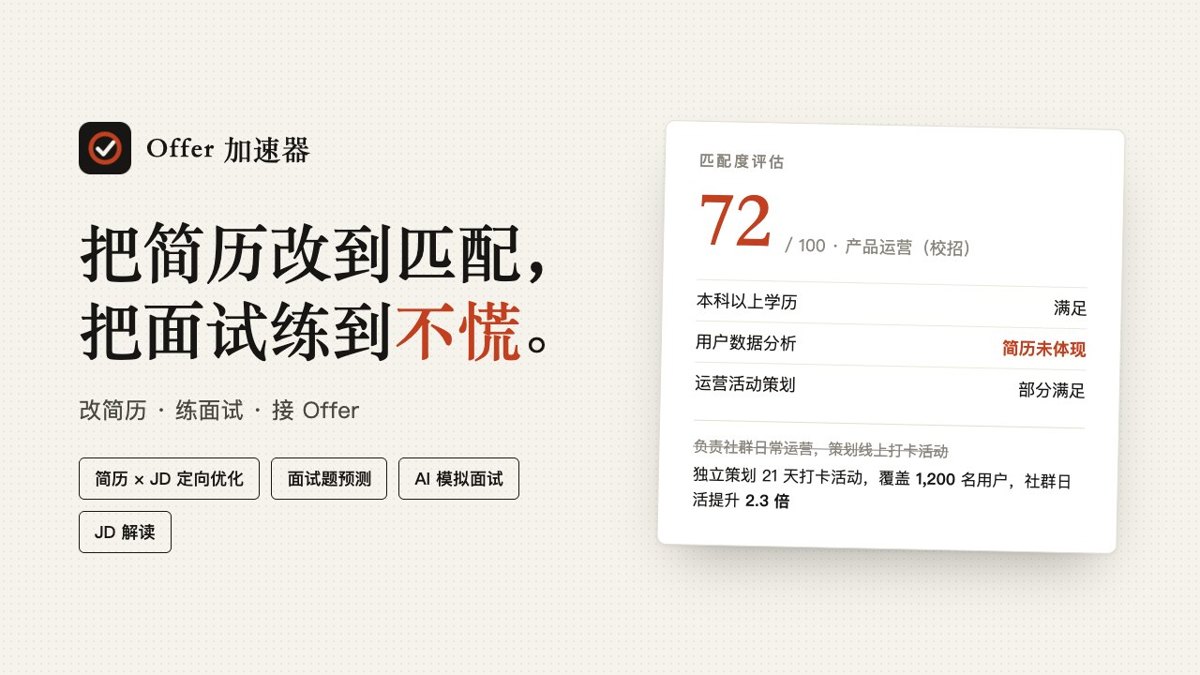 Offer 加速器
把简历改到匹配，
把面试练到不慌。
改简历 · 练面试 · 接 Offer
简历 × JD 定向优化
面试题预测
AI 模拟面试
JD 解读
匹配度评估
72 / 100 · 产品运营（校招）
本科以上学历 满足
用户数据分析 简历未体现
运营活动策划 部分满足
负责社群日常运营，策划线上打卡活动
独立策划 21 天打卡活动，覆盖 1,200 名用户，社群日
活提升 2.3 倍